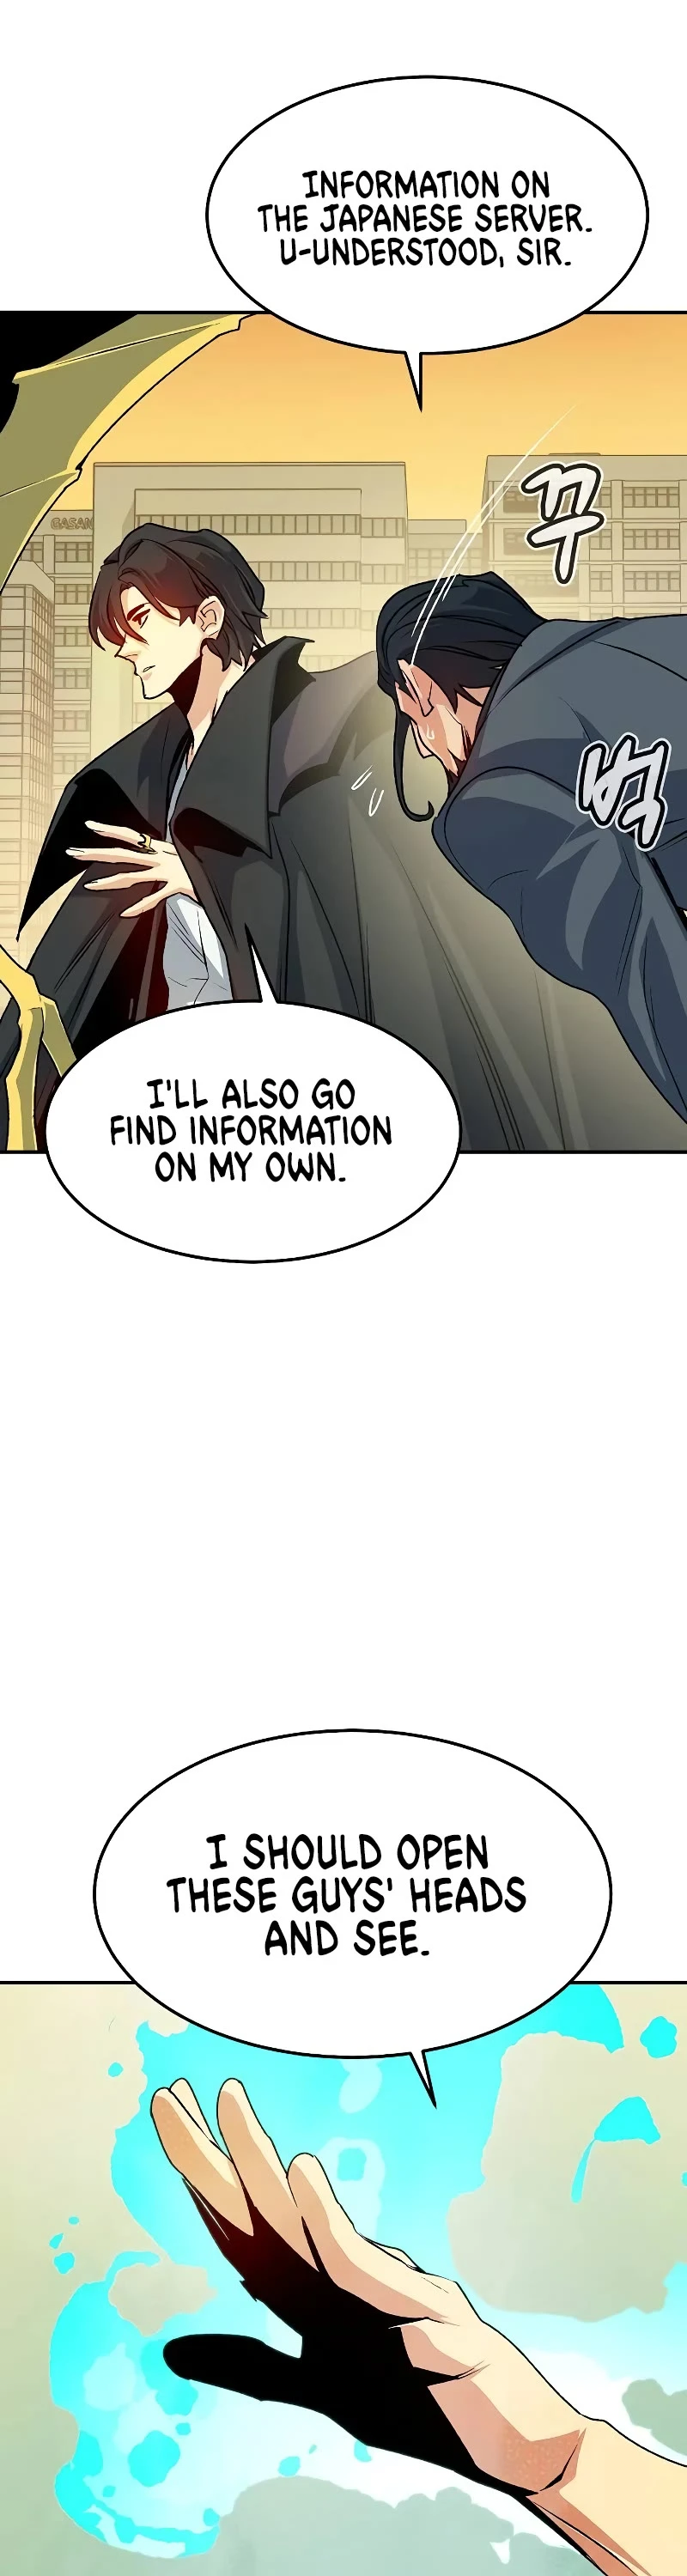 INFORMATION ON
THE JAPANESE SERVER.
U-UNDERSTOOD, SIR.
GASAN
꾸
벅
I'LL ALSO GO
FIND INFORMATION
ON MY OWN.
I SHOULD OPEN
THESE GUYS' HEADS
AND SEE.